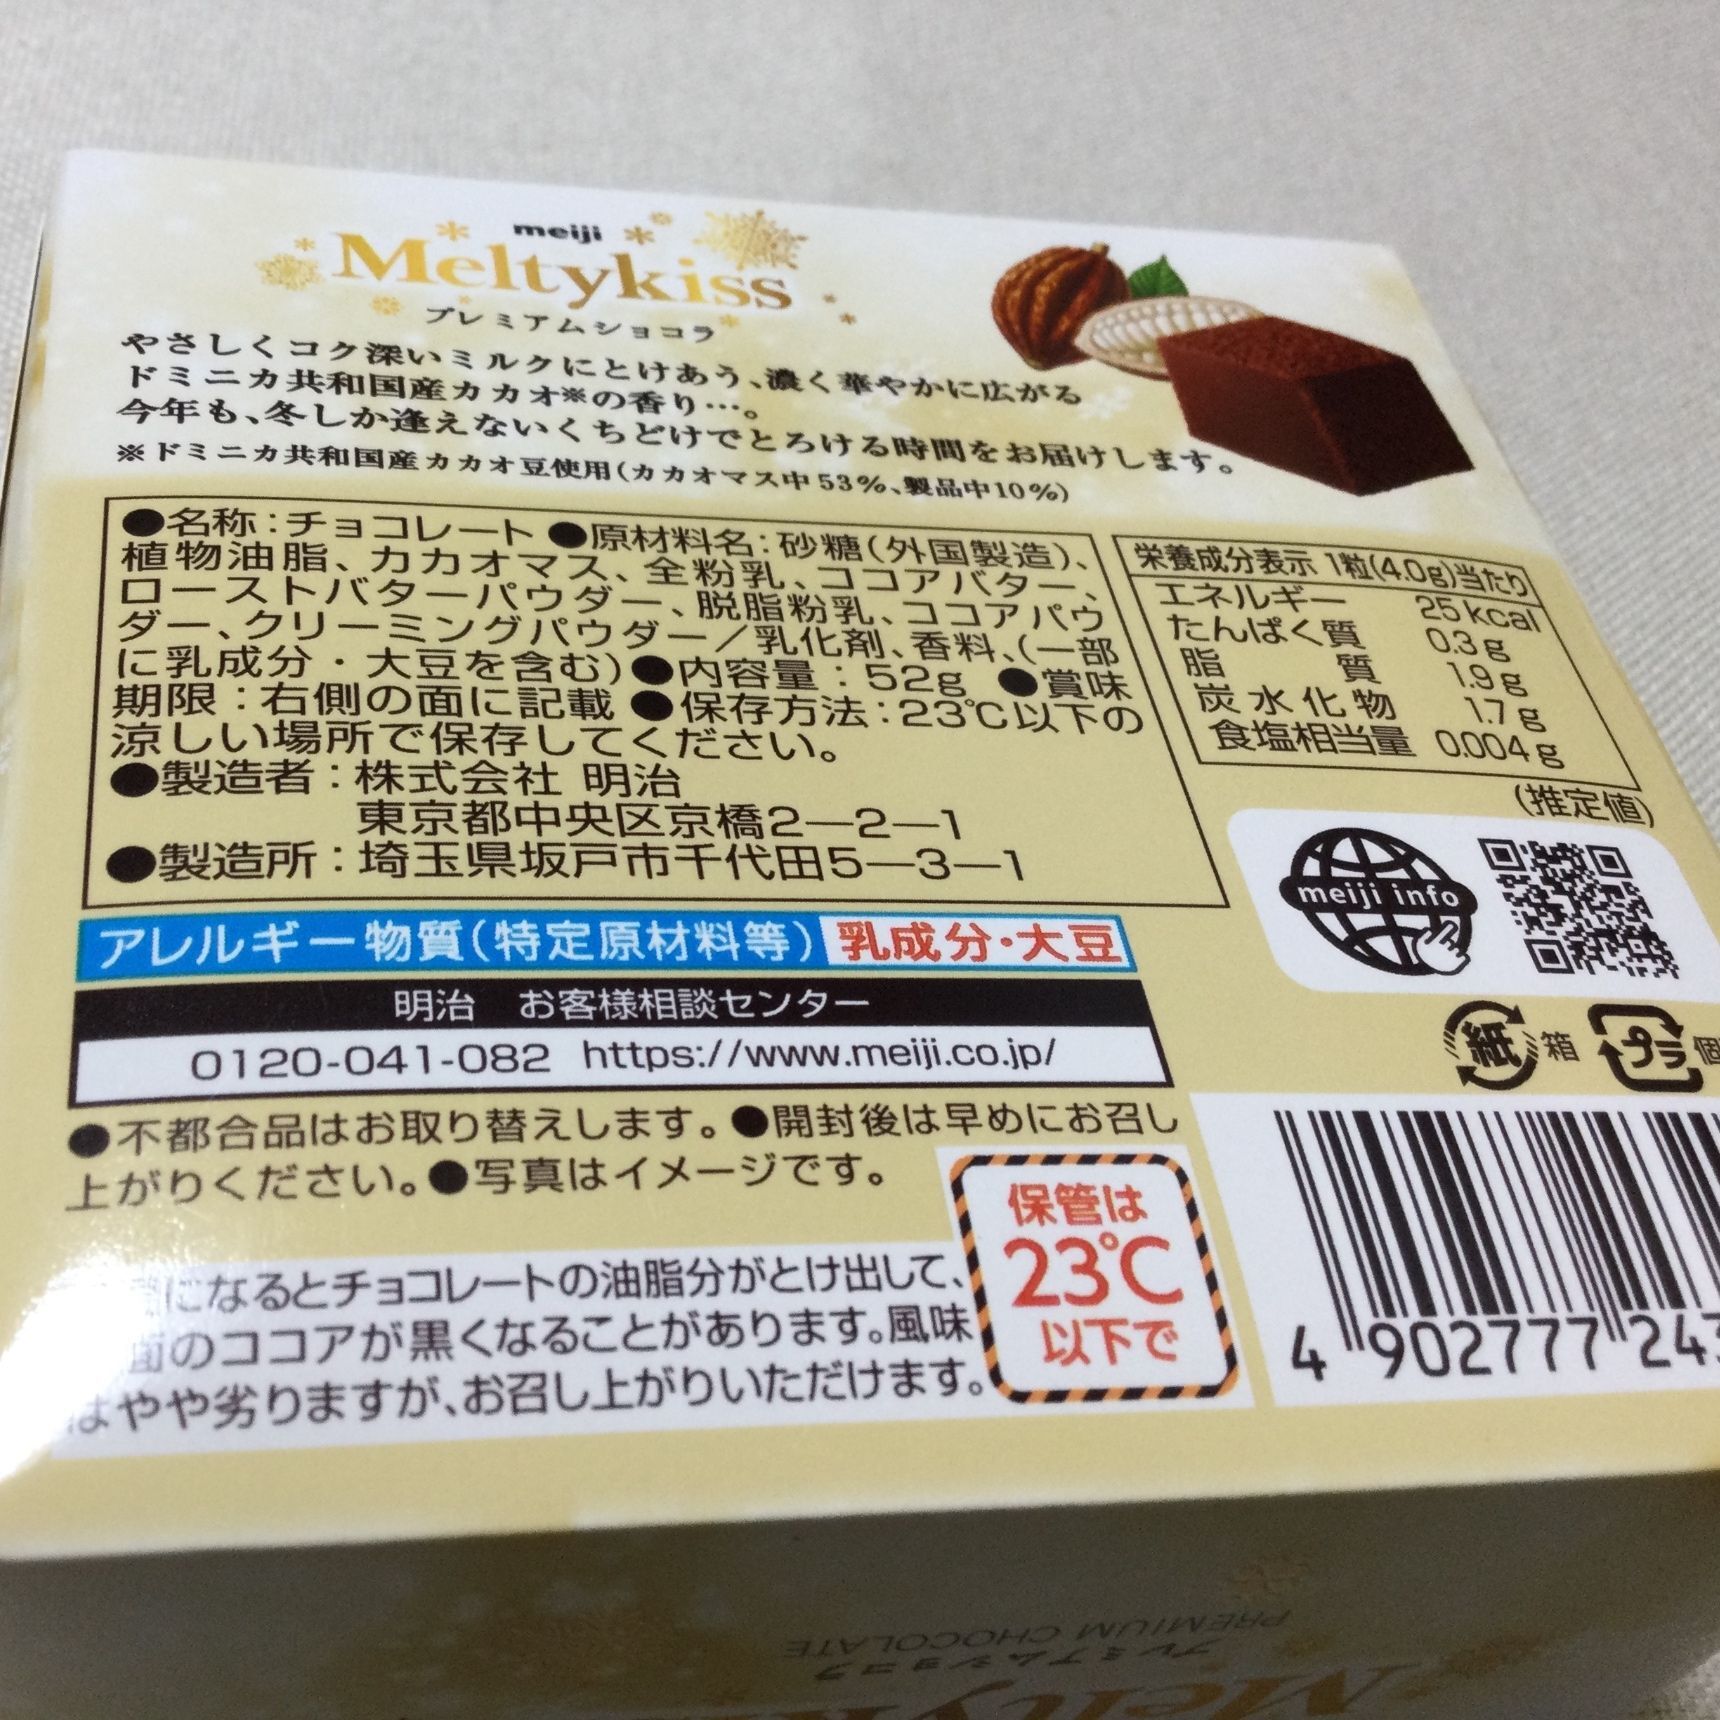 meiji
Meltykiss
プレミアムショコラ
やさしくコク深いミルクにとけあう、濃く華やかに広がる
ドミニカ共和国産カカオ※の香り…。
今年も、冬しか逢えないくちどけでとろける時間をお届けします。
※ドミニカ共和国産カカオ豆使用(カカオマス中53%、製品中10%)
●名称:チョコレート ●原材料名:砂糖(外国製造)、
植物油脂、カカオマス、全粉乳、ココアバター、
ローストバターパウダー、脱脂粉乳、ココアパウ
ダー、クリーミングパウダー/乳化剤、香料、(一部
に乳成分・大豆を含む)●内容量:52g ●賞味
期限:右側の面に記載 ●保存方法:23℃以下の
涼しい場所で保存してください。
●製造者:株式会社 明治
東京都中央区京橋2―2―1
●製造所:埼玉県坂戸市千代田5―3―1
栄養成分表示 1粒(4.0g)当たり
エネルギー 25kcal
たんぱく質 0.3g
脂質 1.9g
炭水化物 1.7g
食塩相当量 0.004g
(推定値)
meiji info
アレルギー物質(特定原材料等) 乳成分・大豆
明治 お客様相談センター
0120-041-082 https://www.meiji.co.jp/
紙 箱 プラ 個
●不都合品はお取り替えします。●開封後は早めにお召し
上がりください。●写真はイメージです。
になるとチョコレートの油脂分がとけ出して、
面のココアが黒くなることがあります。風味
はやや劣りますが、お召し上がりいただけます。
保管は
23℃
以下で
4 902777 243
プレミアムショコラ
PREMIUM CHOCOLATE